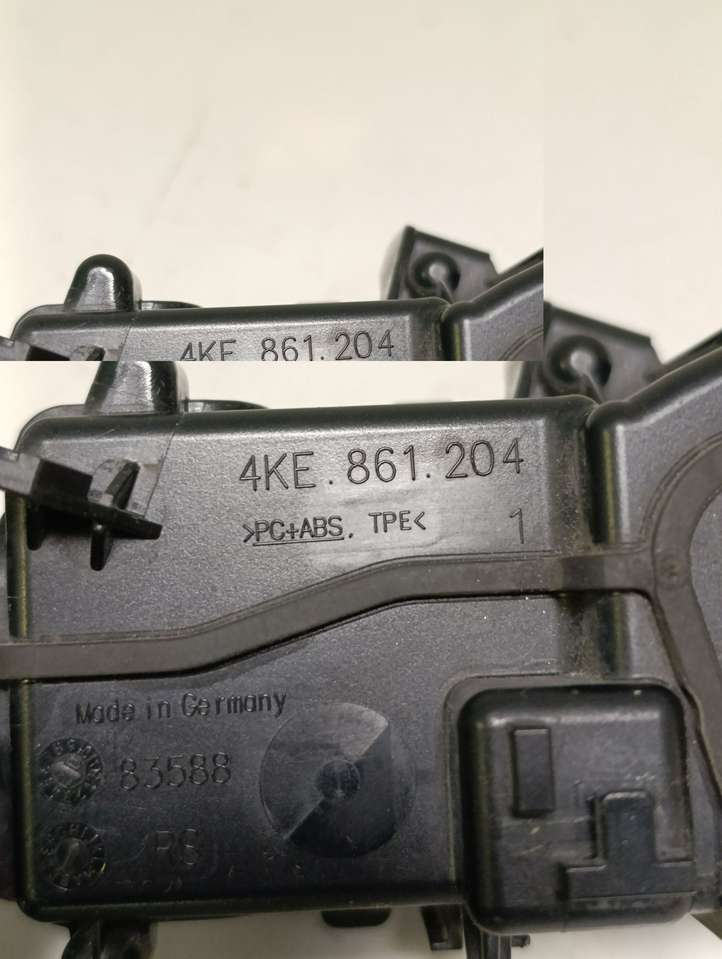 4KE.861.204
4KE.861.204
>PC+ABS. TPE<
1
Made in Germany
83588